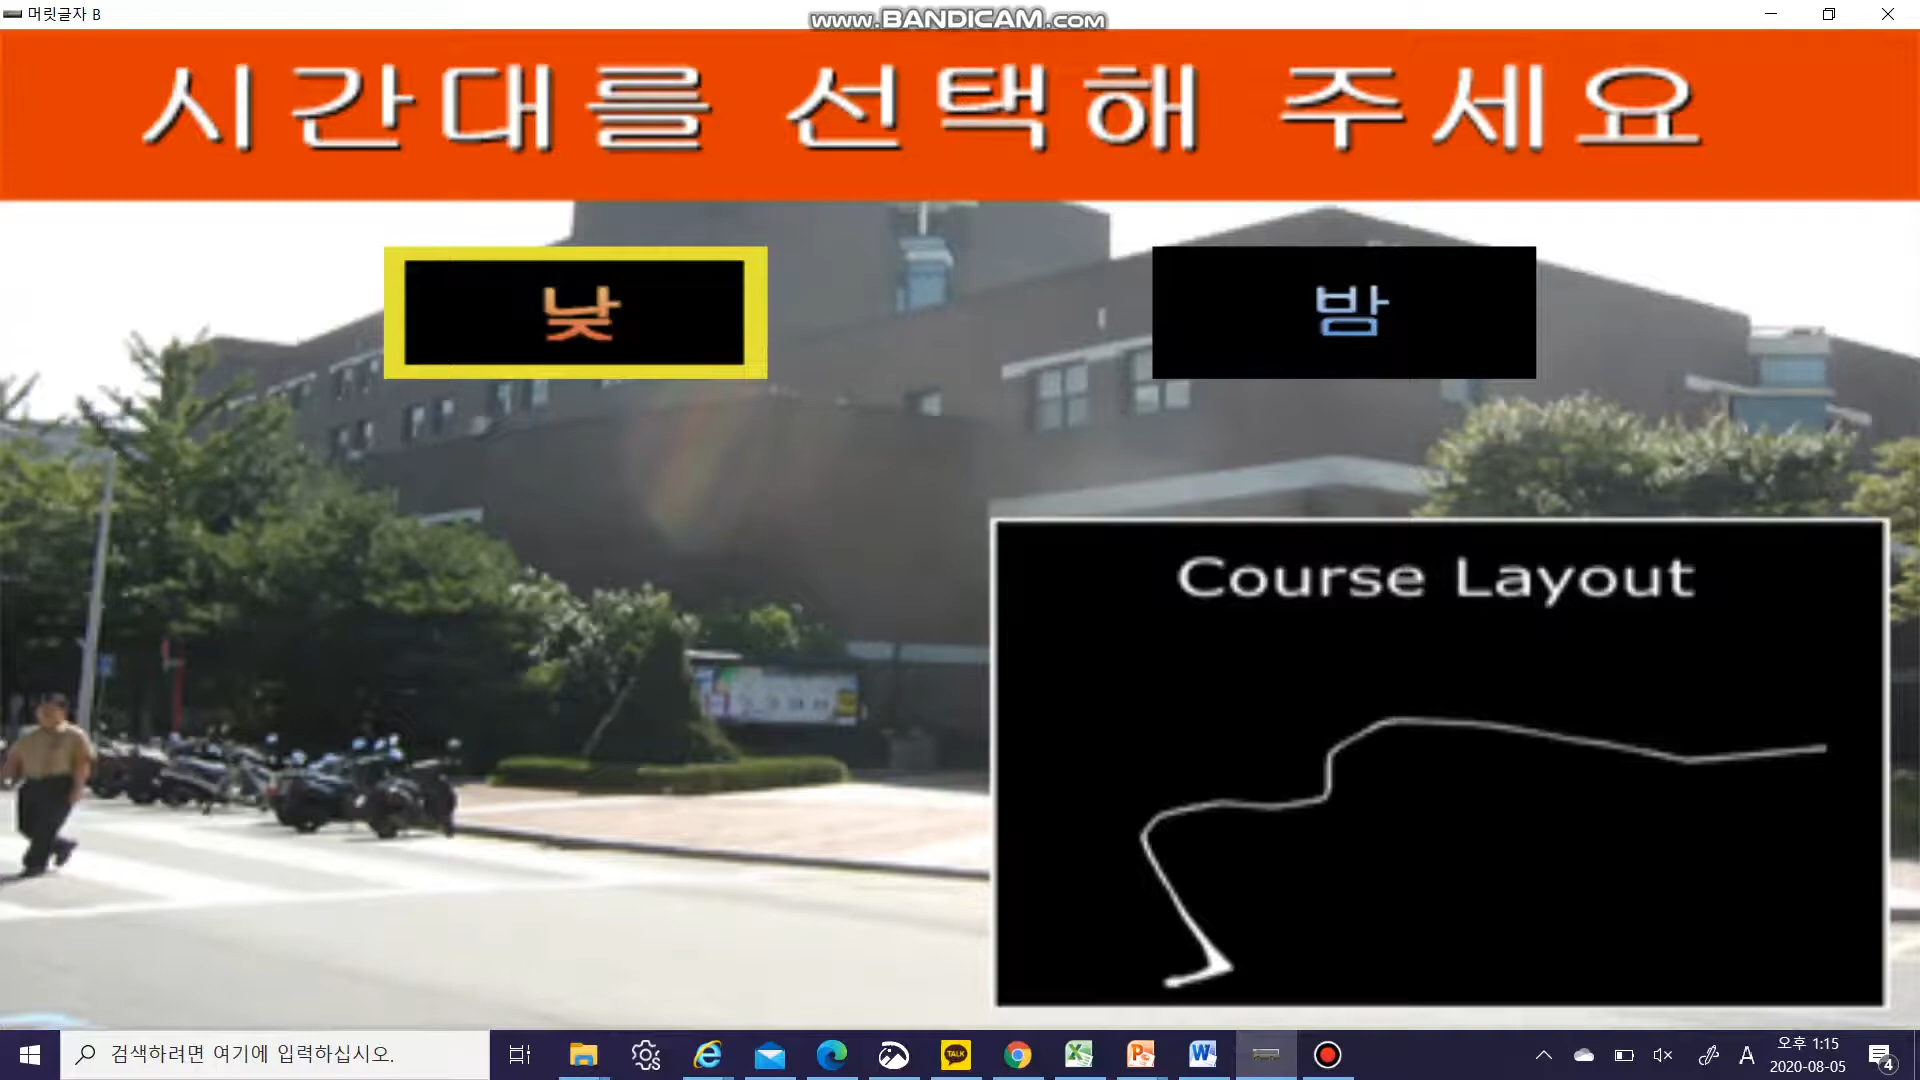 머릿글자 B
www.BANDICAM.com
시간대를 선택해 주세요
낮
밤
Course Layout
검색하려면 여기에 입력하십시오.
TALK
A
오후 1:15
2020-08-05
4